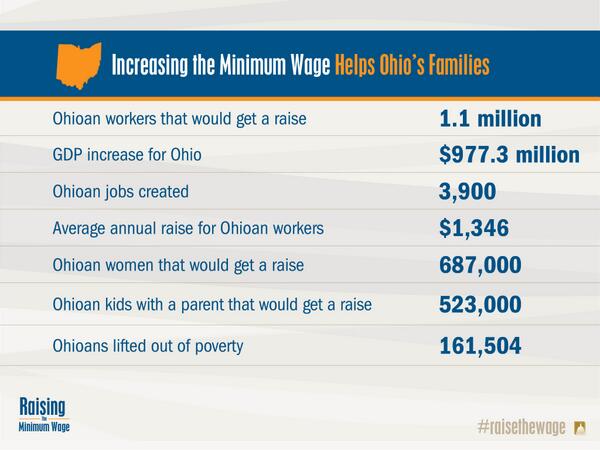 Increasing the Minimum Wage Helps Ohio's Families
Ohioan workers that would get a raise 1.1 million
GDP increase for Ohio $977.3 million
Ohioan jobs created 3,900
Average annual raise for Ohioan workers $1,346
Ohioan women that would get a raise 687,000
Ohioan kids with a parent that would get a raise 523,000
Ohioans lifted out of poverty 161,504
Raising
the
Minimum Wage
#raisethewage